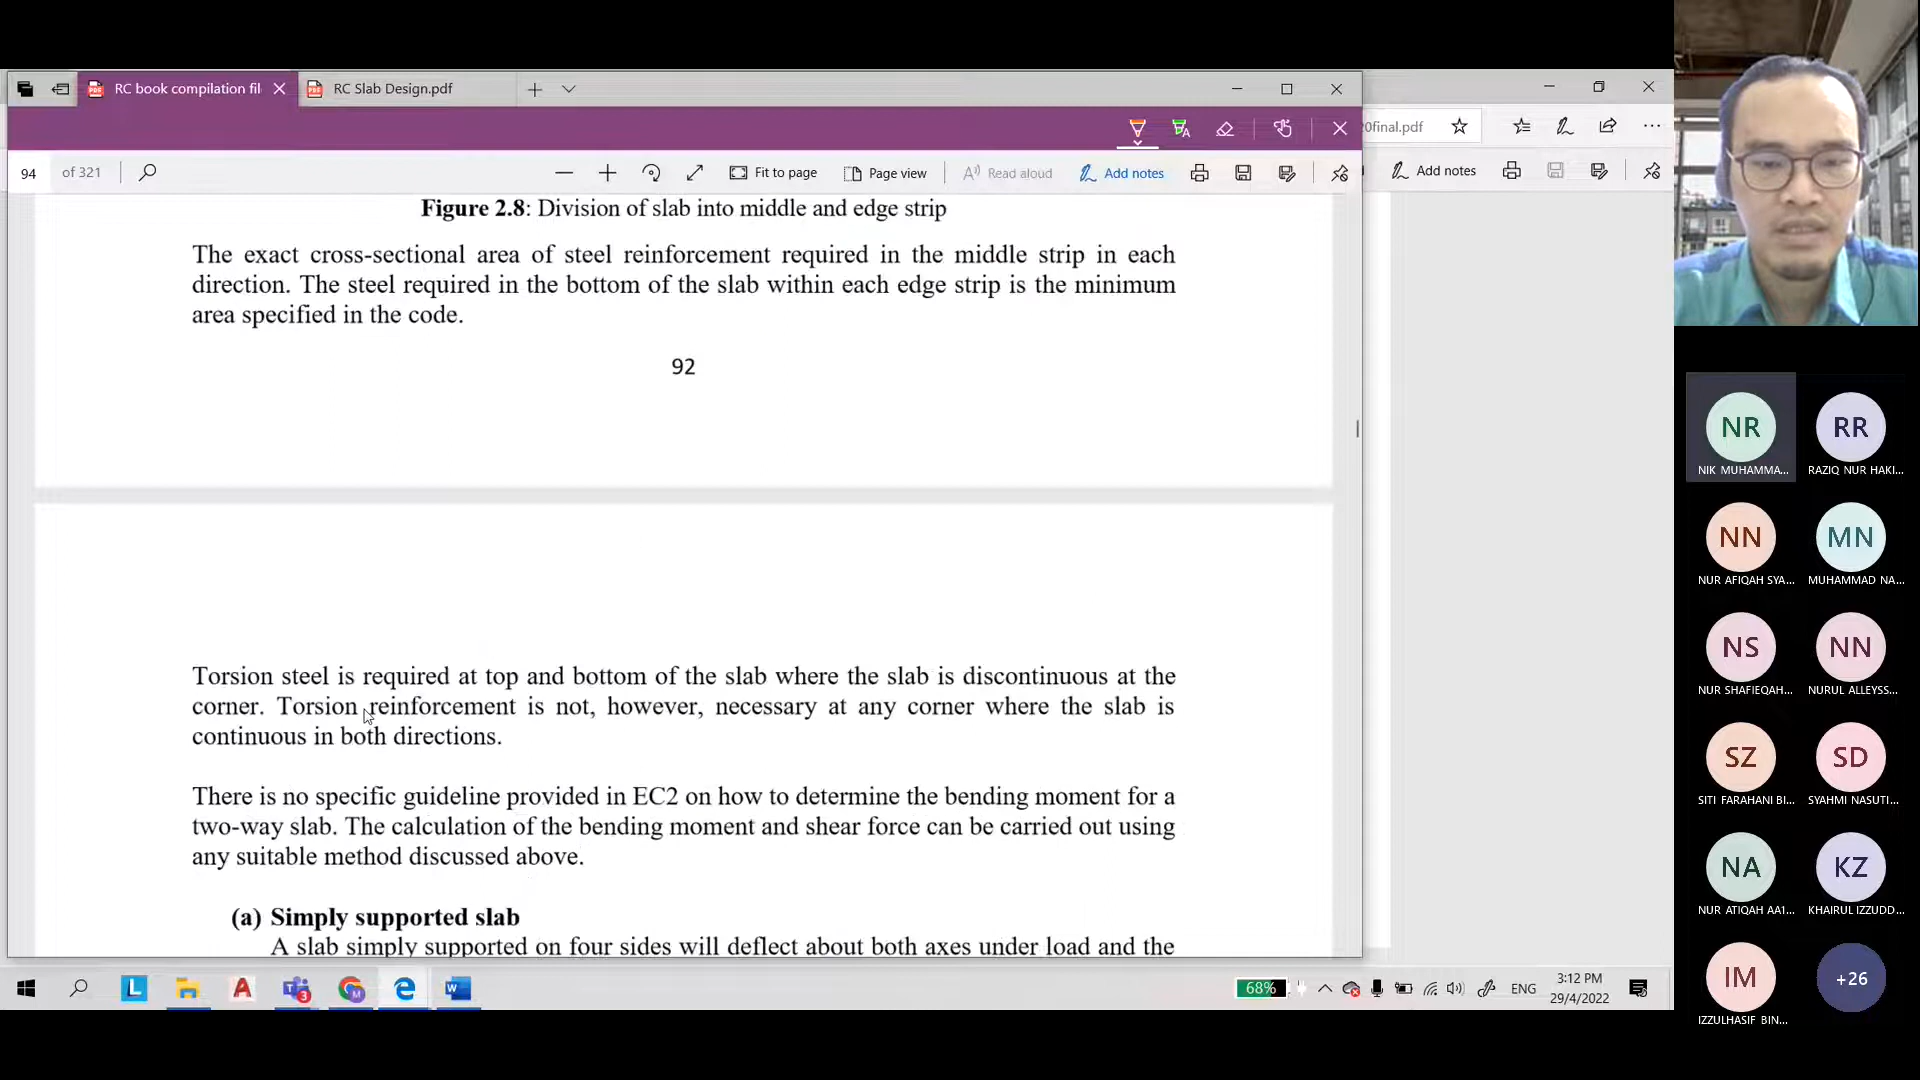 RC book compilation fil
RC Slab Design.pdf
0final.pdf
94 of 321
Fit to page
Page view
Read aloud
Add notes
Add notes
Figure 2.8: Division of slab into middle and edge strip
The exact cross-sectional area of steel reinforcement required in the middle strip in each
direction. The steel required in the bottom of the slab within each edge strip is the minimum
area specified in the code.
92
Torsion steel is required at top and bottom of the slab where the slab is discontinuous at the
corner. Torsion reinforcement is not, however, necessary at any corner where the slab is
continuous in both directions.
There is no specific guideline provided in EC2 on how to determine the bending moment for a
two-way slab. The calculation of the bending moment and shear force can be carried out using
any suitable method discussed above.
(a) Simply supported slab
A slab simply supported on four sides will deflect about both axes under load and the
NR
NIK MUHAMMA...
RR
RAZIQ NUR HAKI...
NN
NUR AFIQAH SYA...
MN
MUHAMMAD NA...
NS
NUR SHAFIEQAH...
NN
NURUL ALLEYSS...
SZ
SITI FARAHANI BI...
SD
SYAHMI NASUTI...
NA
NUR ATIQAH AA1...
KZ
KHAIRUL IZZUDD...
IM
IZZULHASIF BIN...
+26
68%
ENG
3:12 PM
29/4/2022